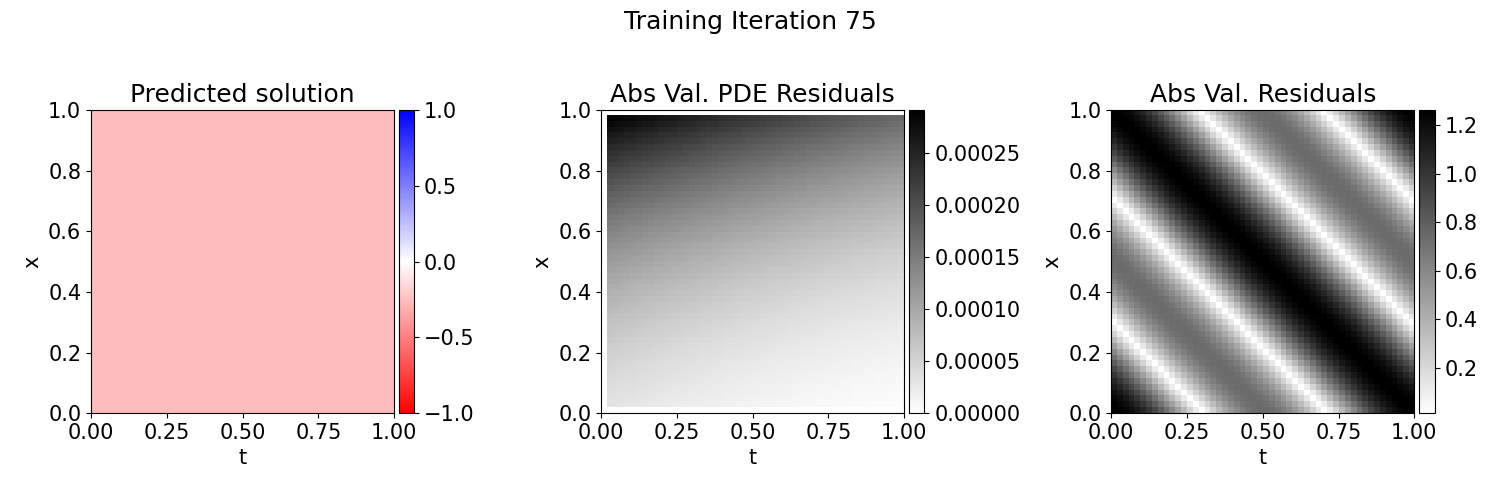 Training Iteration 75
Predicted solution
1.0
0.8
0.6
0.4
0.2
0.0
x
0.00 0.25 0.50 0.75 1.00
t
1.0
0.5
0.0
−0.5
−1.0
Abs Val. PDE Residuals
1.0
0.8
0.6
0.4
0.2
0.0
x
0.00 0.25 0.50 0.75 1.00
t
0.00025
0.00020
0.00015
0.00010
0.00005
0.00000
Abs Val. Residuals
1.0
0.8
0.6
0.4
0.2
0.0
x
0.00 0.25 0.50 0.75 1.00
t
1.2
1.0
0.8
0.6
0.4
0.2